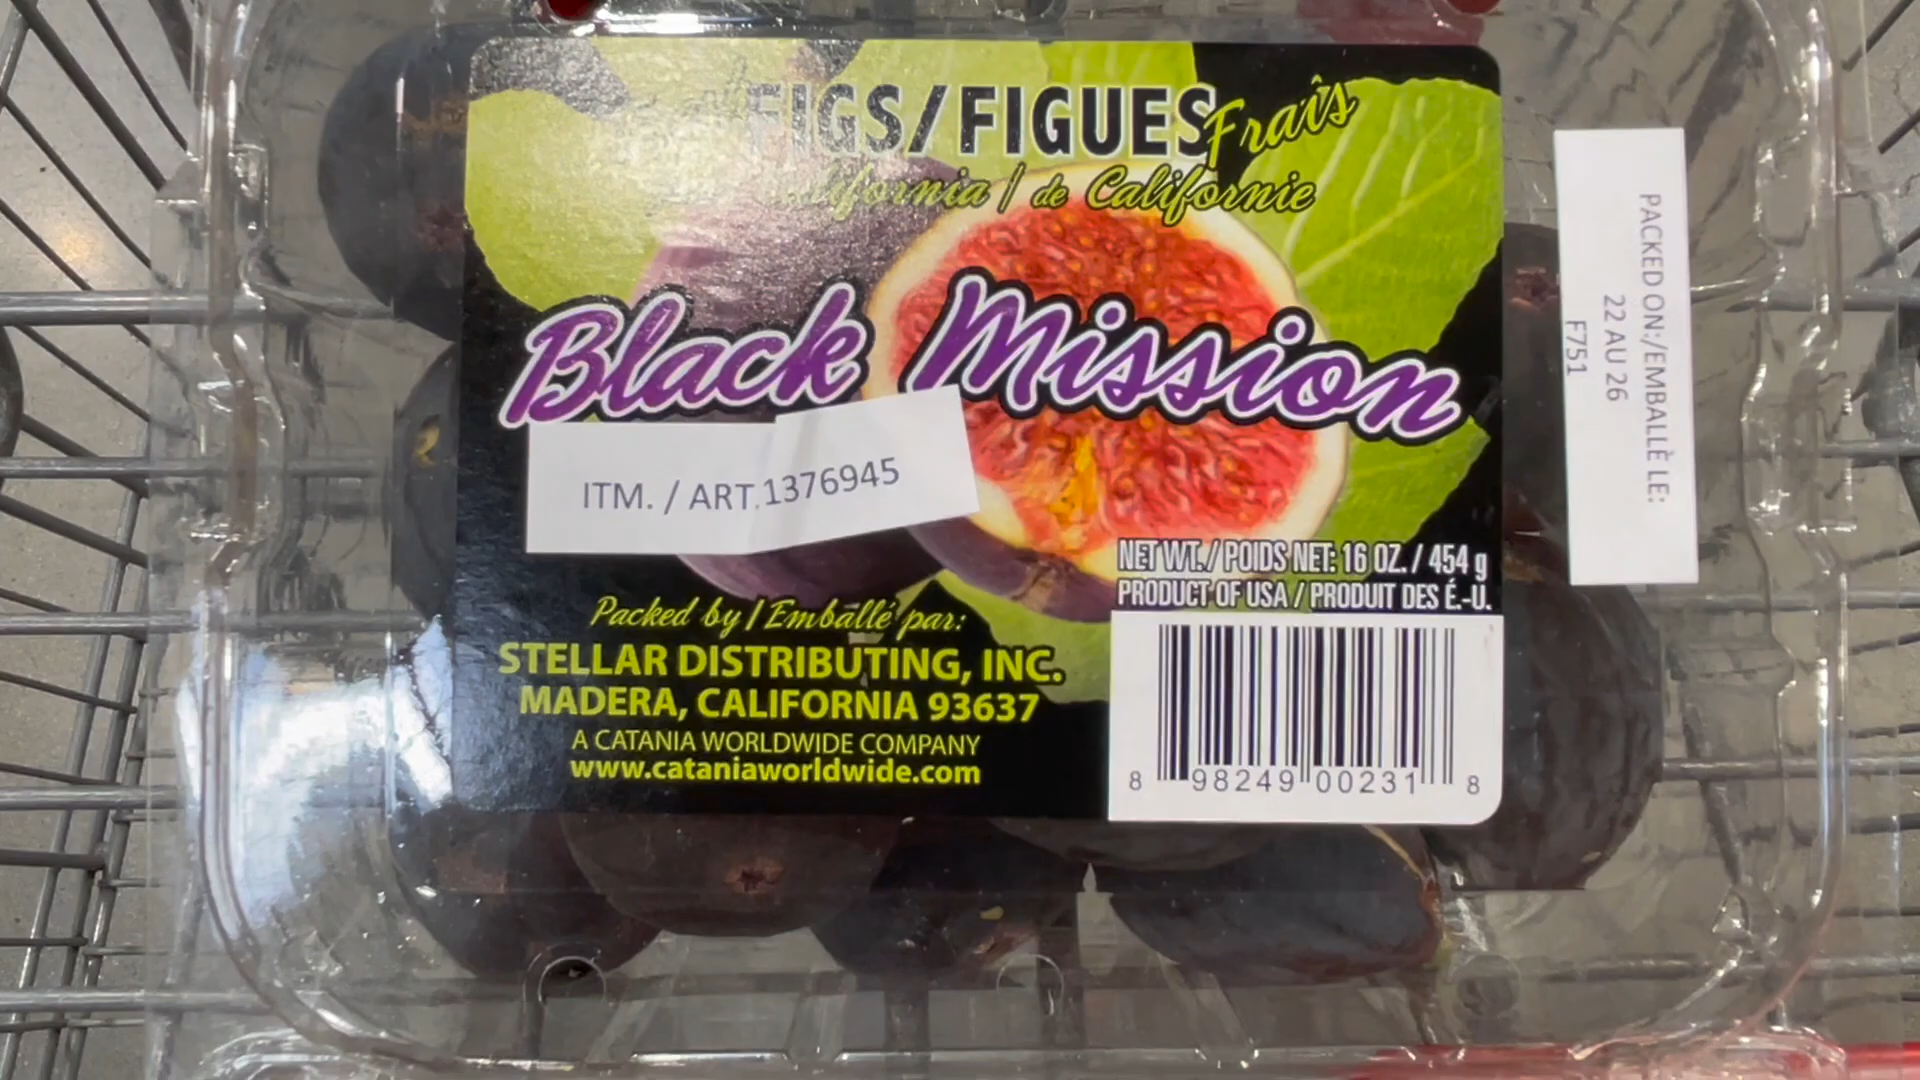 FIGS/FIGUES Fraîs
California / de Californie
Black Mission
ITM. / ART. 1376945
NET WT./ POIDS NET: 16 OZ. / 454 g
PRODUCT OF USA / PRODUIT DES É.-U.
Packed by / Emballé par:
STELLAR DISTRIBUTING, INC.
MADERA, CALIFORNIA 93637
A CATANIA WORLDWIDE COMPANY
www.cataniaworldwide.com
8 98249 00231 8
PACKED ON:/EMBALLÈ LE:
22 AU 26
F751